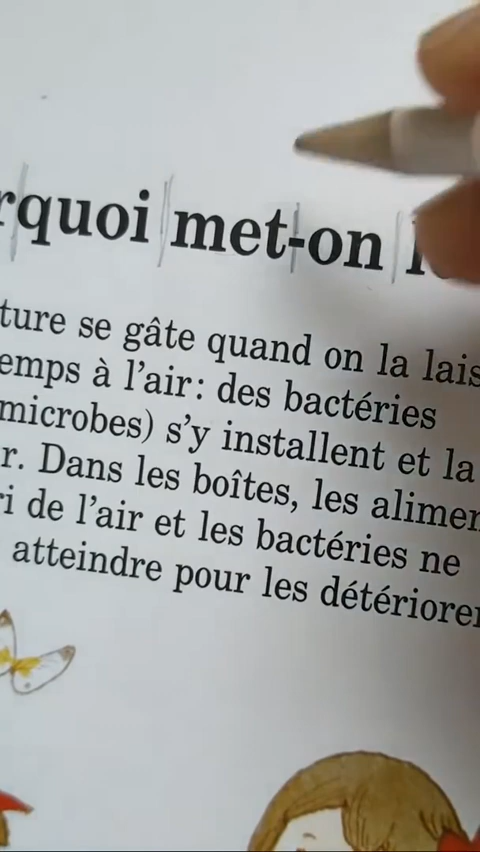 rquoi met-on l
ture se gâte quand on la lais
emps à l'air: des bactéries
microbes) s'y installent et la
r. Dans les boîtes, les alimen
ri de l'air et les bactéries ne
atteindre pour les détériorer